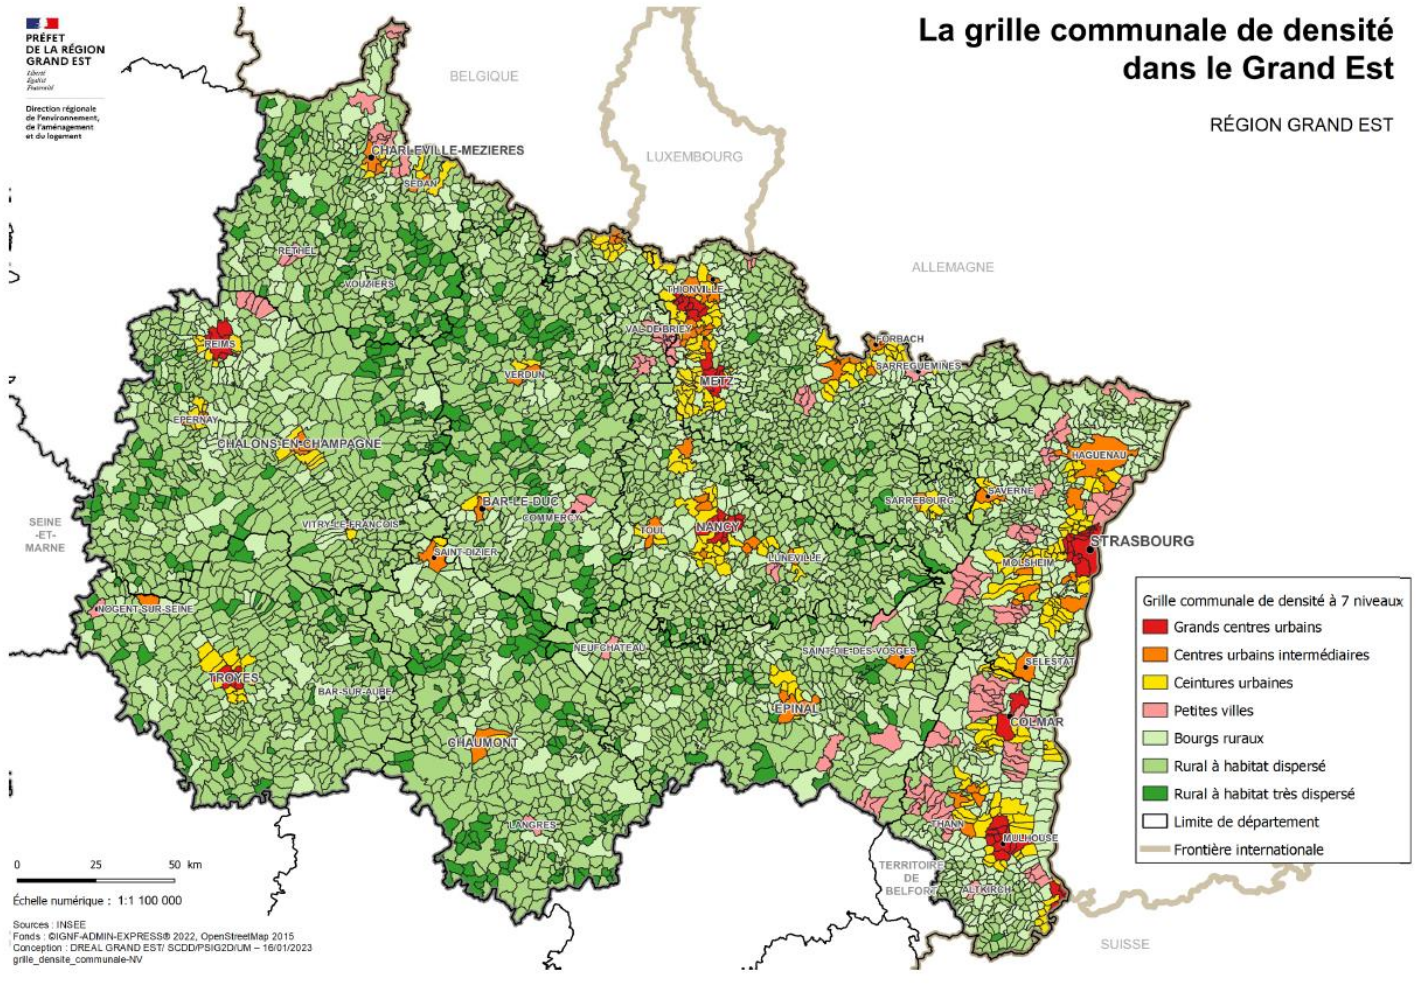 PRÉFET
DE LA RÉGION
GRAND EST
Liberté
Égalité
Fraternité
Direction régionale
de l'environnement,
de l'aménagement
et du logement
La grille communale de densité
dans le Grand Est
RÉGION GRAND EST
BELGIQUE
LUXEMBOURG
ALLEMAGNE
CHARLEVILLE-MEZIERES
SEDAN
RETHEL
VOUZIERS
THIONVILLE
VAL-DE-BRIEY
REIMS
FORBACH
SARREGUEMINES
VERDUN
METZ
EPERNAY
CHALONS-EN-CHAMPAGNE
HAGUENAU
SARREBOURG
SAVERNE
BAR-LE-DUC
COMMERCY
VITRY-LE-FRANCOIS
TOUL
NANCY
SEINE
-ET-
MARNE
STRASBOURG
SAINT-DIZIER
LUNEVILLE
MOLSHEIM
NOGENT-SUR-SEINE
NEUFCHATEAU
SAINT-DIE-DES-VOSGES
SELESTAT
TROYES
BAR-SUR-AUBE
ÉPINAL
COLMAR
CHAUMONT
LANGRES
THANN
MULHOUSE
TERRITOIRE
DE
BELFORT
ALTKIRCH
SUISSE
Grille communale de densité à 7 niveaux
Grands centres urbains
Centres urbains intermédiaires
Ceintures urbaines
Petites villes
Bourgs ruraux
Rural à habitat dispersé
Rural à habitat très dispersé
Limite de département
Frontière internationale
0 25 50 km
Échelle numérique : 1:1 100 000
Sources : INSEE
Fonds : ©IGNF-ADMIN-EXPRESS® 2022, OpenStreetMap 2015
Conception : DREAL GRAND EST/ SCDD/PSIG2D/UM – 16/01/2023
grille_densite_communale-NV